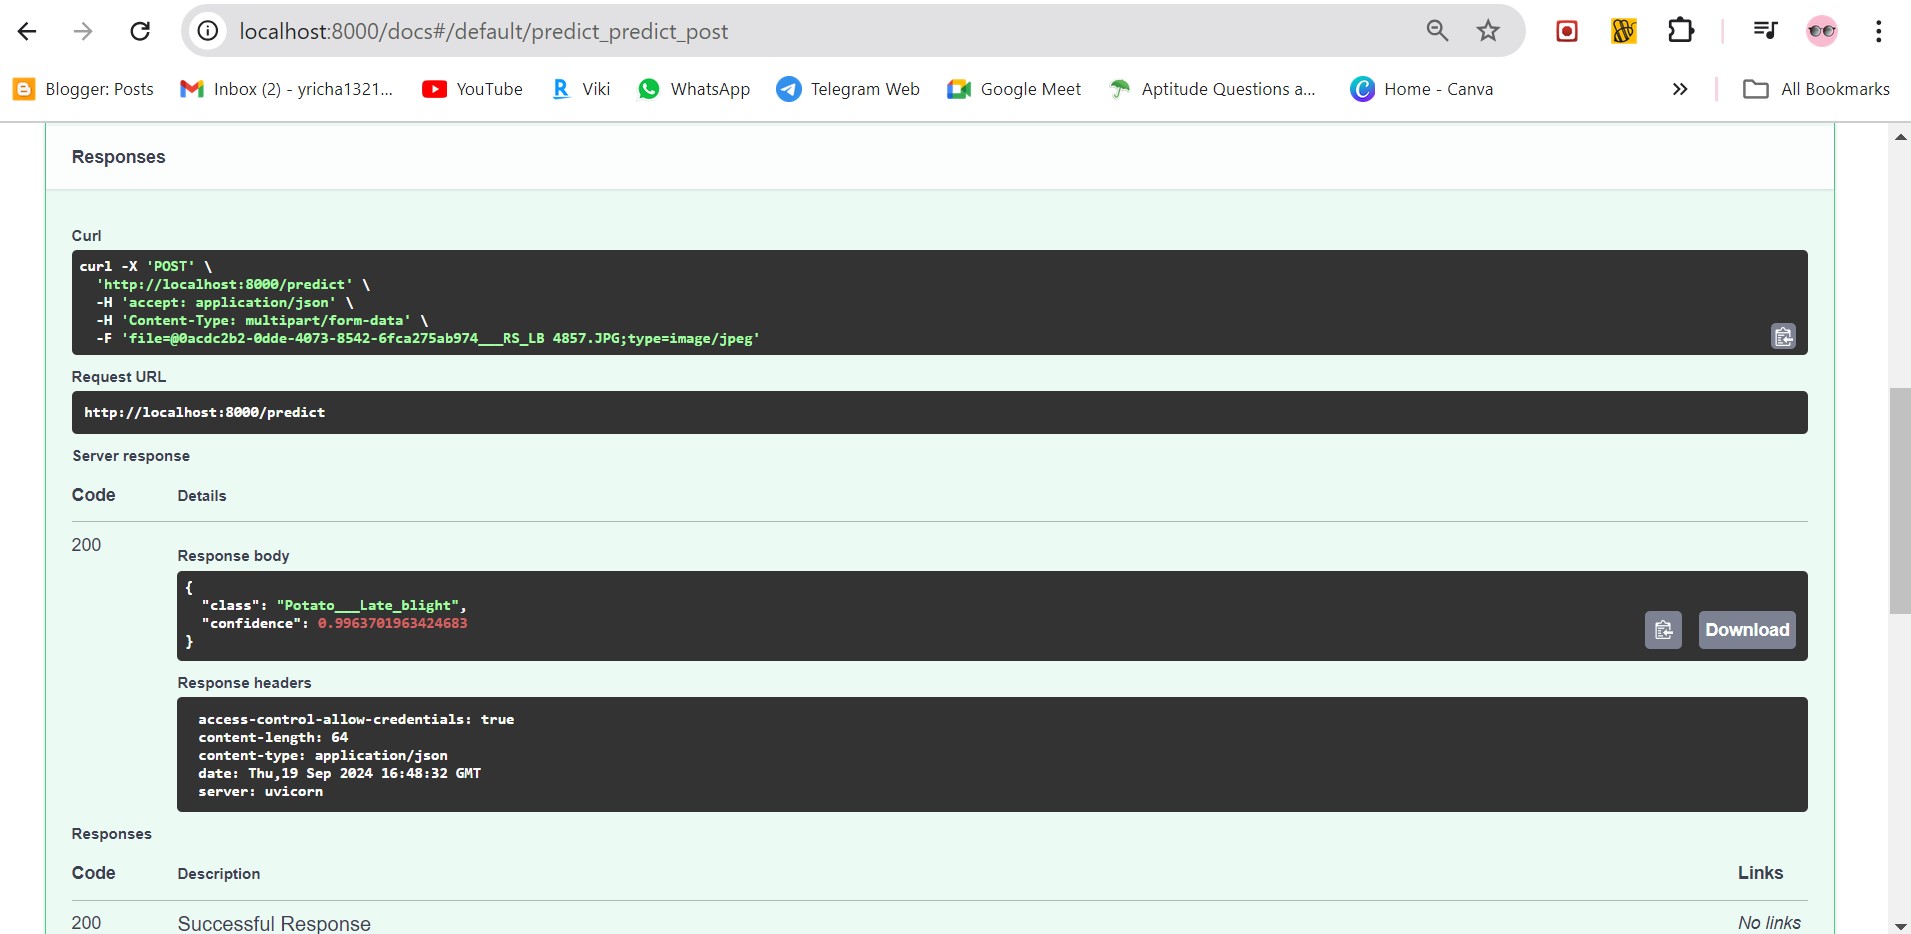 localhost:8000/docs#/default/predict_predict_post
Blogger: Posts Inbox (2) - yricha1321... YouTube Viki WhatsApp Telegram Web Google Meet Aptitude Questions a... Home - Canva » All Bookmarks
Responses
Curl
curl -X 'POST' \
'http://localhost:8000/predict' \
-H 'accept: application/json' \
-H 'Content-Type: multipart/form-data' \
-F 'file=@0acdc2b2-0dde-4073-8542-6fca275ab974___RS_LB 4857.JPG;type=image/jpeg'
Request URL
http://localhost:8000/predict
Server response
Code Details
200
Response body
{
"class": "Potato___Late_blight",
"confidence": 0.9963701963424683
}
Download
Response headers
access-control-allow-credentials: true
content-length: 64
content-type: application/json
date: Thu,19 Sep 2024 16:48:32 GMT
server: uvicorn
Responses
Code Description Links
200 Successful Response No links